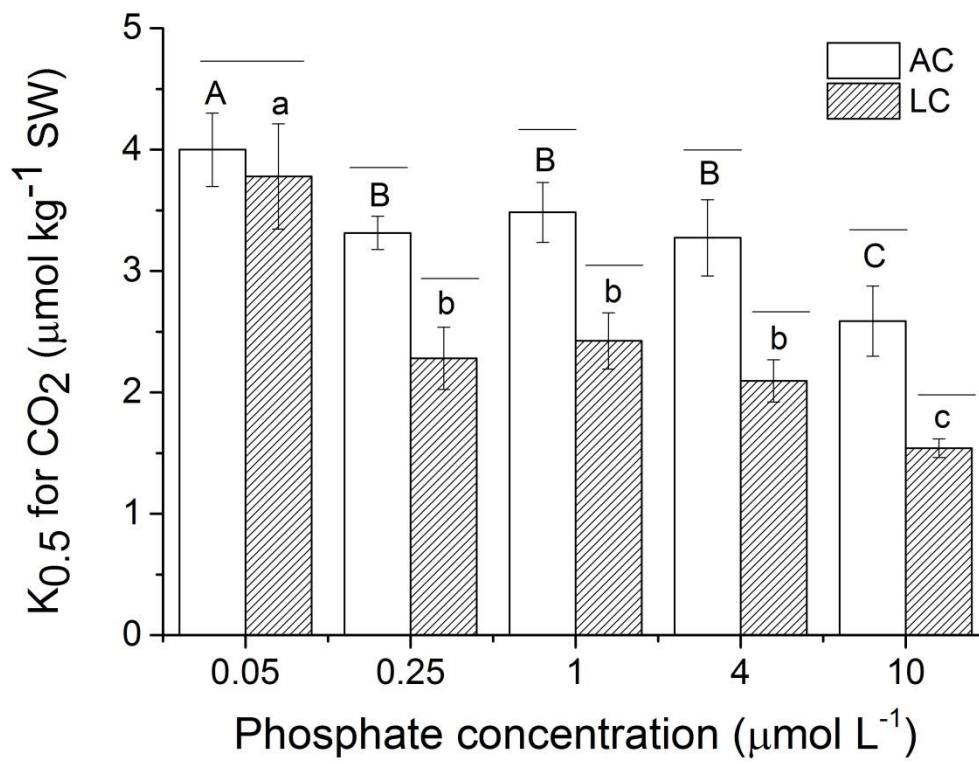 K₀.₅ for CO₂ (μmol kg⁻¹ SW)
5
4
3
2
1
0
AC
LC
A
a
B
b
B
b
B
b
C
c
0.05
0.25
1
4
10
Phosphate concentration (μmol L⁻¹)